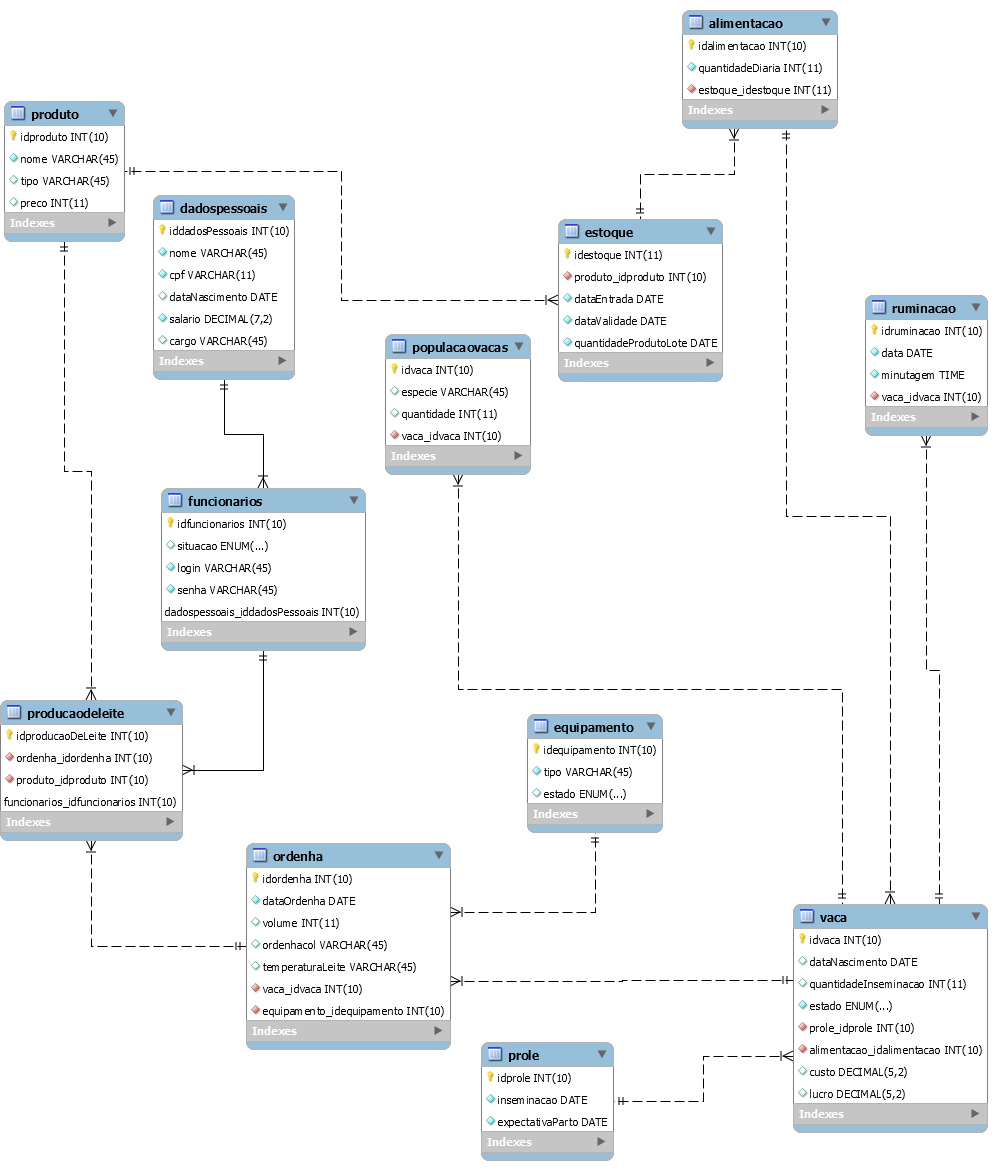 alimentacao
idalimentacao INT(10)
quantidadeDiaria INT(11)
estoque_idestoque INT(11)
Indexes
produto
idproduto INT(10)
nome VARCHAR(45)
tipo VARCHAR(45)
preco INT(11)
Indexes
dadospessoais
iddadosPessoais INT(10)
nome VARCHAR(45)
cpf VARCHAR(11)
dataNascimento DATE
salario DECIMAL(7,2)
cargo VARCHAR(45)
Indexes
estoque
idestoque INT(11)
produto_idproduto INT(10)
dataEntrada DATE
dataValidade DATE
quantidadeProdutoLote DATE
Indexes
ruminacao
idruminacao INT(10)
data DATE
minutagem TIME
vaca_idvaca INT(10)
Indexes
populacaovacas
idvaca INT(10)
especie VARCHAR(45)
quantidade INT(11)
vaca_idvaca INT(10)
Indexes
funcionarios
idfuncionarios INT(10)
situacao ENUM(...)
login VARCHAR(45)
senha VARCHAR(45)
dadospessoais_iddadosPessoais INT(10)
Indexes
producaodeleite
idproducaoDeLeite INT(10)
ordenha_idordenha INT(10)
produto_idproduto INT(10)
funcionarios_idfuncionarios INT(10)
Indexes
equipamento
idequipamento INT(10)
tipo VARCHAR(45)
estado ENUM(...)
Indexes
ordenha
idordenha INT(10)
dataOrdenha DATE
volume INT(11)
ordenhacol VARCHAR(45)
temperaturaLeite VARCHAR(45)
vaca_idvaca INT(10)
equipamento_idequipamento INT(10)
Indexes
vaca
idvaca INT(10)
dataNascimento DATE
quantidadeInseminacao INT(11)
estado ENUM(...)
prole_idprole INT(10)
alimentacao_idalimentacao INT(10)
custo DECIMAL(5,2)
lucro DECIMAL(5,2)
Indexes
prole
idprole INT(10)
inseminacao DATE
expectativaParto DATE
Indexes